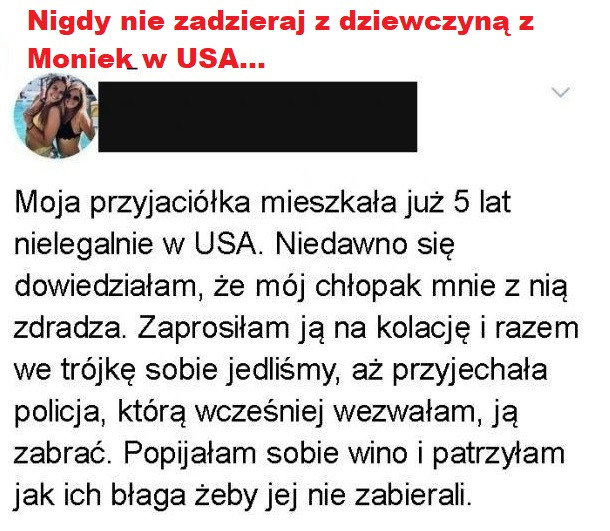 Nigdy nie zadzieraj z dziewczyną z
Moniek w USA...
Moja przyjaciółka mieszkała już 5 lat
nielegalnie w USA. Niedawno się
dowiedziałam, że mój chłopak mnie z nią
zdradza. Zaprosiłam ją na kolację i razem
we trójkę sobie jedliśmy, aż przyjechała
policja, którą wcześniej wezwałam, ją
zabrać. Popijałam sobie wino i patrzyłam
jak ich błaga żeby jej nie zabierali.